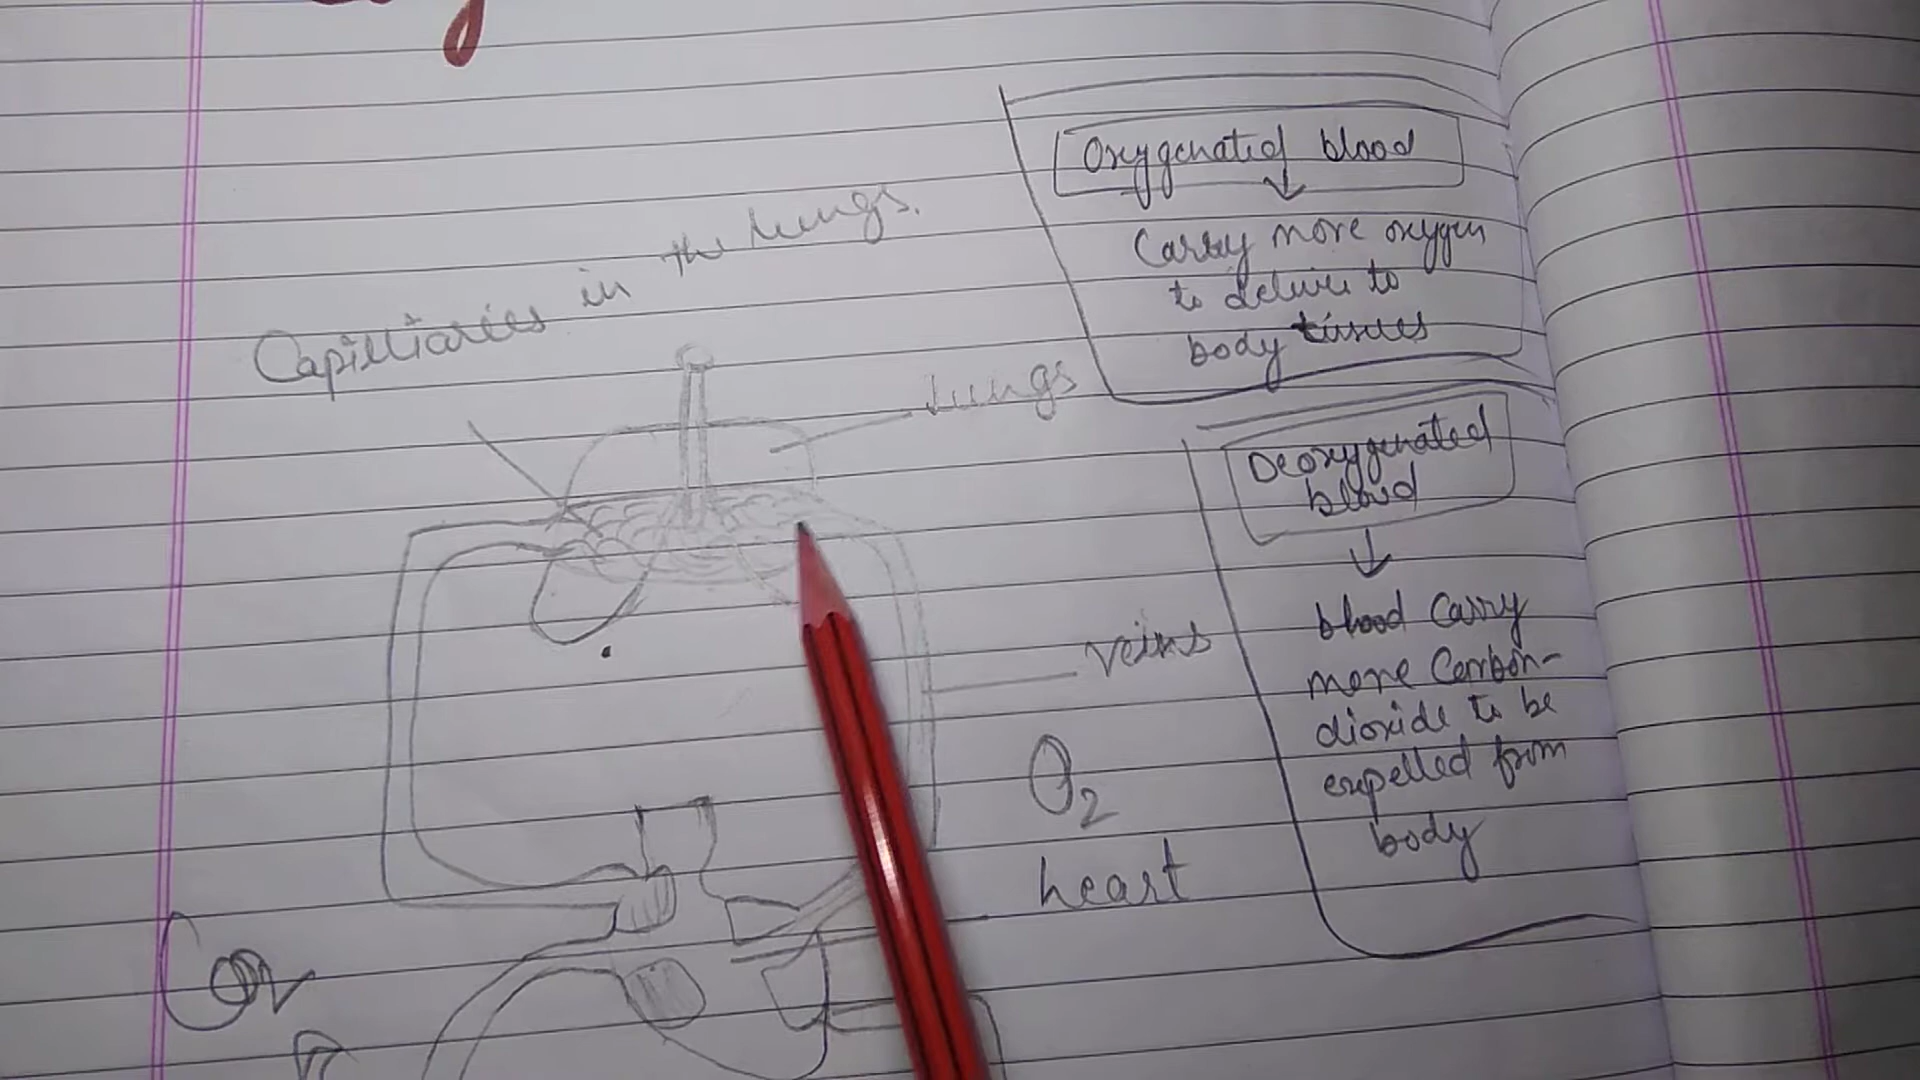 Capilliaries in the lungs.
Oxygenated blood
Carry more oxygen
to deliver to
body tissues
lungs
Deoxygenated
blood
blood Carry
more Carbon-
dioxide to be
expelled from
body
veins
O2
heart